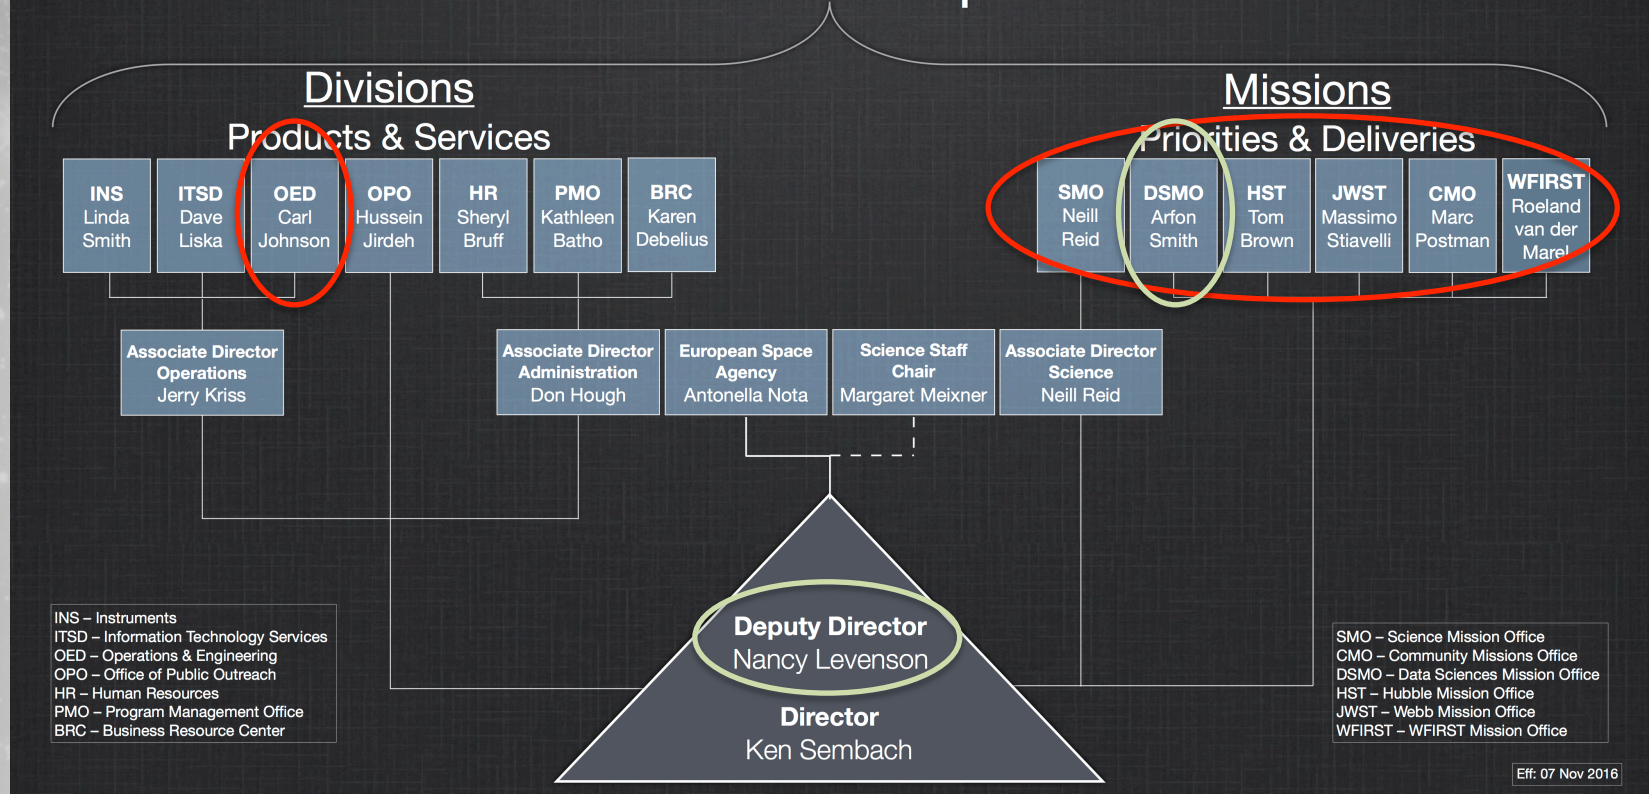 Divisions
Products & Services
Missions
Priorities & Deliveries
INS
Linda
Smith
ITSD
Dave
Liska
OED
Carl
Johnson
OPO
Hussein
Jirdeh
HR
Sheryl
Bruff
PMO
Kathleen
Batho
BRC
Karen
Debelius
SMO
Neill
Reid
DSMO
Arfon
Smith
HST
Tom
Brown
JWST
Massimo
Stiavelli
CMO
Marc
Postman
WFIRST
Roeland
van der
Marel
Associate Director
Operations
Jerry Kriss
Associate Director
Administration
Don Hough
European Space
Agency
Antonella Nota
Science Staff
Chair
Margaret Meixner
Associate Director
Science
Neill Reid
Deputy Director
Nancy Levenson
Director
Ken Sembach
INS – Instruments
ITSD – Information Technology Services
OED – Operations & Engineering
OPO – Office of Public Outreach
HR – Human Resources
PMO – Program Management Office
BRC – Business Resource Center
SMO – Science Mission Office
CMO – Community Missions Office
DSMO – Data Sciences Mission Office
HST – Hubble Mission Office
JWST – Webb Mission Office
WFIRST – WFIRST Mission Office
Eff: 07 Nov 2016